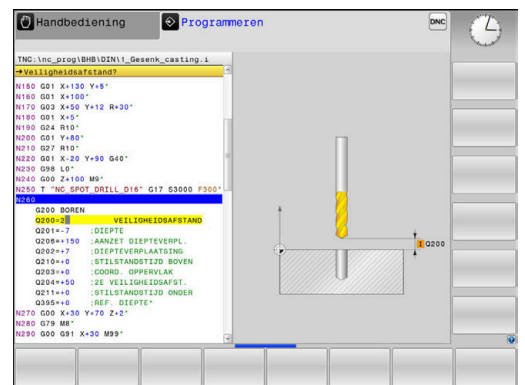 Handbediening
Programmeren
DNC
TNC:\nc_prog\BHB\DIN\1_Gesenk_casting.i
→Veiligheidsafstand?
N150 G01 X+130 Y+5*
N160 G01 X+100*
N170 G03 X+50 Y+12 R+30*
N180 G01 X+5*
N190 G24 R10*
N200 G01 Y+80*
N210 G27 R10*
N220 G01 X-20 Y+90 G40*
N230 G98 L0*
N240 G00 Z+100 M9*
N250 T "NC_SPOT_DRILL_D16" G17 S3000 F300*
N260
G200 BOREN
Q200=2 VEILIGHEIDSAFSTAND
Q201=-7 ;DIEPTE
Q206=+150 ;AANZET DIEPTEVERPL.
Q202=+7 ;DIEPTEVERPLAATSING
Q210=+0 ;STILSTANDSTIJD BOVEN
Q203=+0 ;COORD. OPPERVLAK
Q204=+50 ;2E VEILIGHEIDSAFST.
Q211=+0 ;STILSTANDSTIJD ONDER
Q395=+0 ;REF. DIEPTE*
N270 G00 X+30 Y+70 Z+2*
N280 G79 M8*
N290 G00 G91 X+30 M99*
Q200